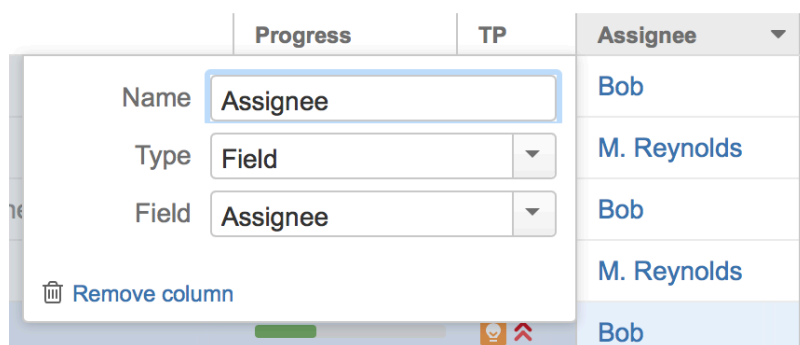 Progress TP Assignee
Name Assignee
Bob
Type Field
M. Reynolds
Field Assignee
Bob
M. Reynolds
Remove column
Bob